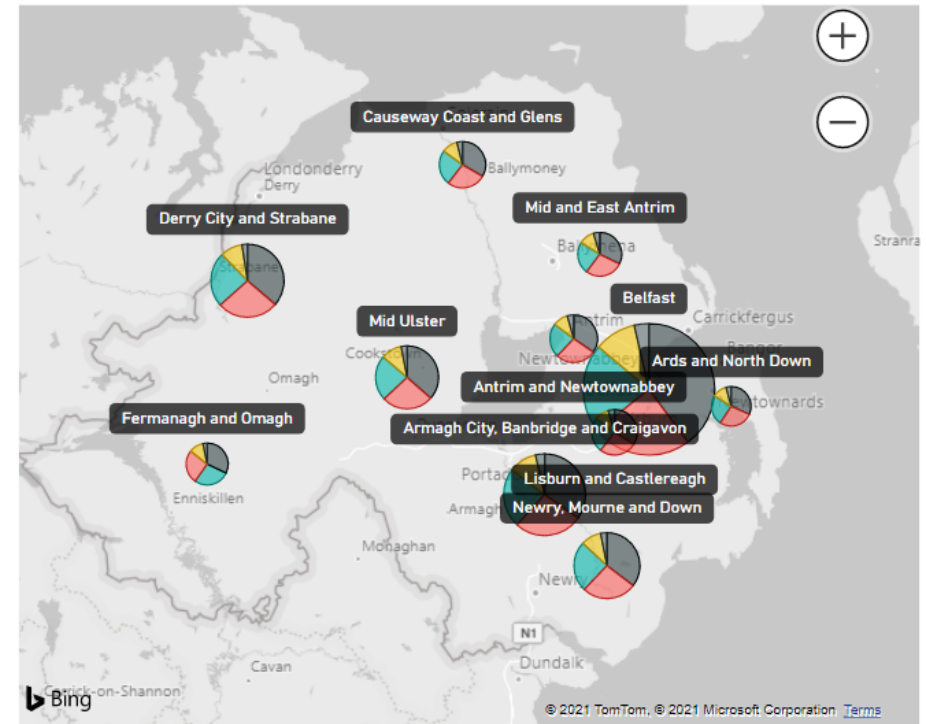 +
−
Causeway Coast and Glens
Londonderry
Derry
Ballymoney
Mid and East Antrim
Derry City and Strabane
Ballymena
Stranra
Strabane
Belfast
Antrim
Carrickfergus
Mid Ulster
Cookstown
Newtownabbey
Bangor
Ards and North Down
Omagh
Antrim and Newtownabbey
Newtownards
Fermanagh and Omagh
Armagh City, Banbridge and Craigavon
Portad
Lisburn and Castlereagh
Enniskillen
Armagh
Newry, Mourne and Down
Monaghan
Newry
N1
Dundalk
Cavan
Carrick-on-Shannon
Bing
© 2021 TomTom, © 2021 Microsoft Corporation Terms